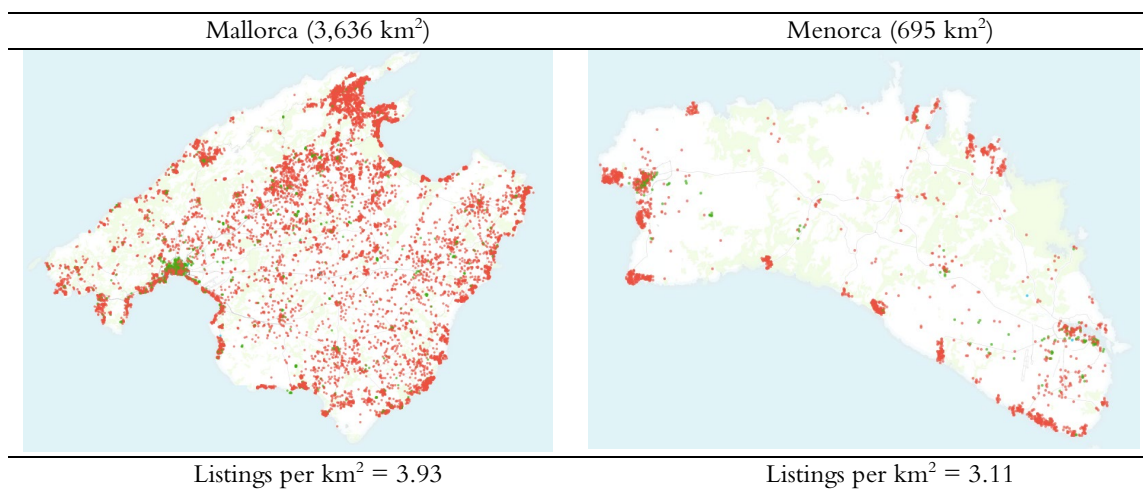 Mallorca (3,636 km²)
Menorca (695 km²)
Listings per km² = 3.93
Listings per km² = 3.11